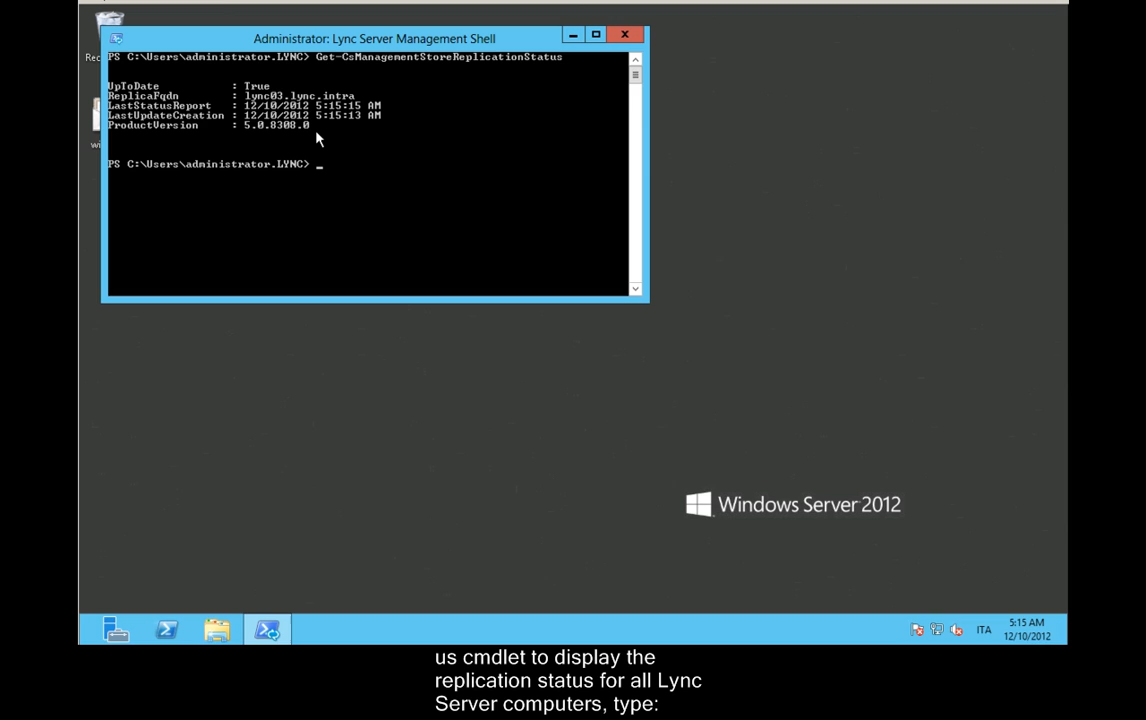 Administrator: Lync Server Management Shell
PS C:\Users\administrator.LYNC> Get-CsManagementStoreReplicationStatus
UpToDate : True
ReplicaFqdn : lync03.lync.intra
LastStatusReport : 12/10/2012 5:15:15 AM
LastUpdateCreation : 12/10/2012 5:15:13 AM
ProductVersion : 5.0.8308.0
PS C:\Users\administrator.LYNC> _
Windows Server 2012
ITA
5:15 AM
12/10/2012
us cmdlet to display the
replication status for all Lync
Server computers, type: